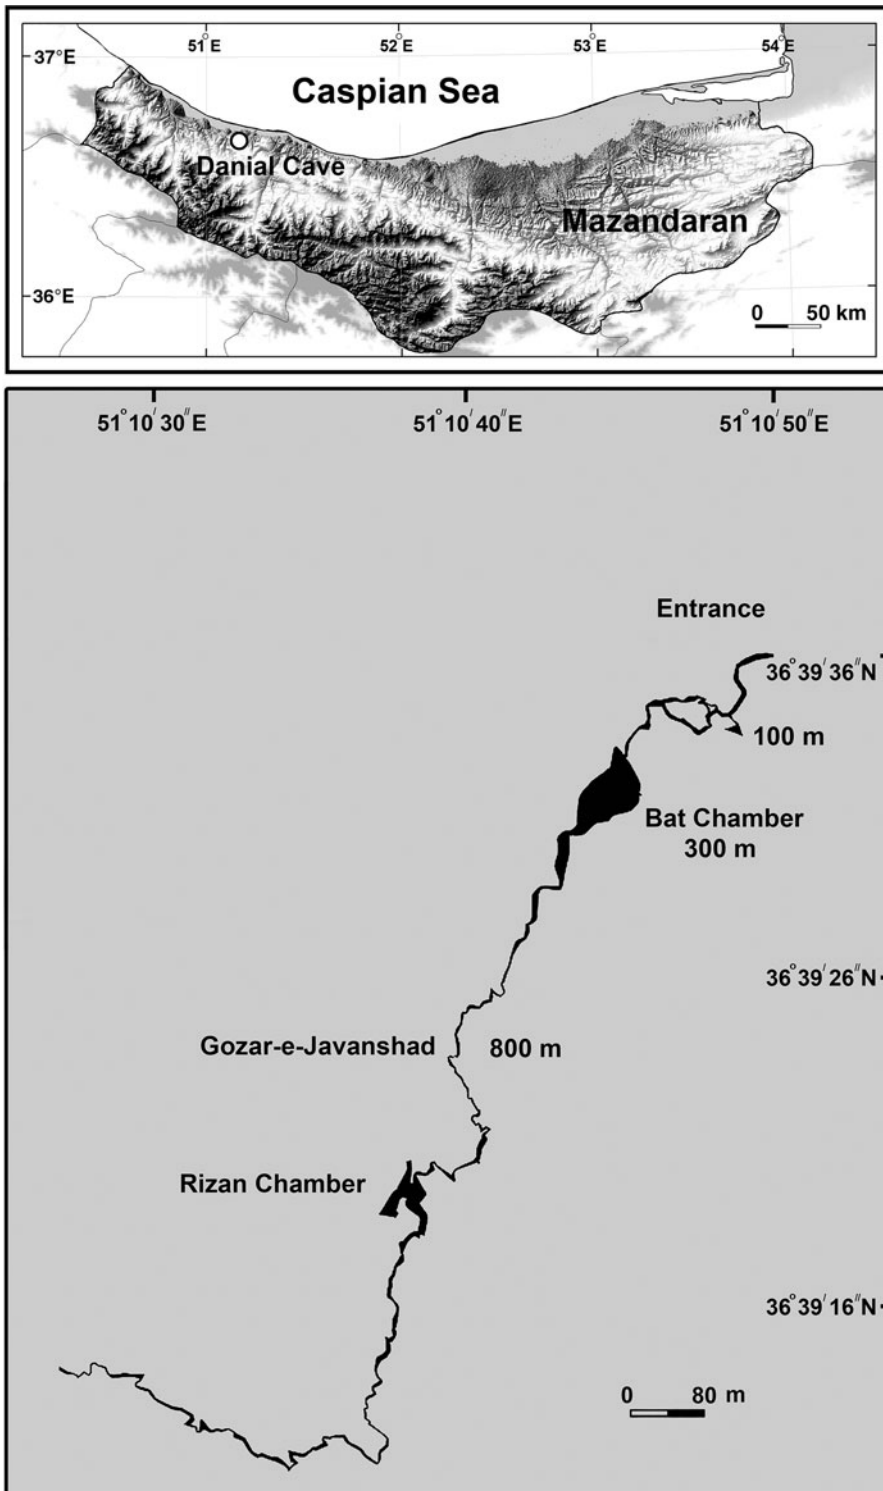 51°E 52°E 53°E 54°E
37°N
Caspian Sea
Danial Cave
Mazandaran
36°E
0 50 km
51°10/30//E 51°10/40//E 51°10/50//E
Entrance
36°39/36//N
100 m
Bat Chamber
300 m
36°39/26//N
Gozar-e-Javanshad 800 m
Rizan Chamber
36°39/16//N
0 80 m